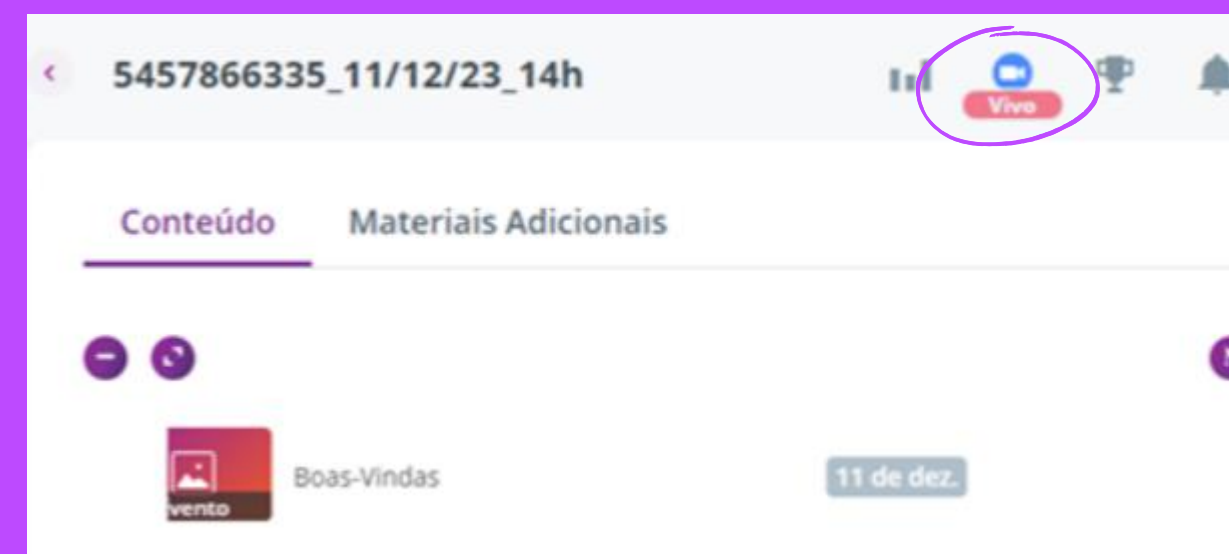 5457866335_11/12/23_14h
Vivo
Conteúdo
Materiais Adicionais
Boas-Vindas
11 de dez.
vento